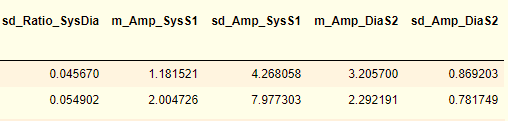 sd_Ratio_SysDia m_Amp_SysS1 sd_Amp_SysS1 m_Amp_DiaS2 sd_Amp_DiaS2
0.045670 1.181521 4.268058 3.205700 0.869203
0.054902 2.004726 7.977303 2.292191 0.781749